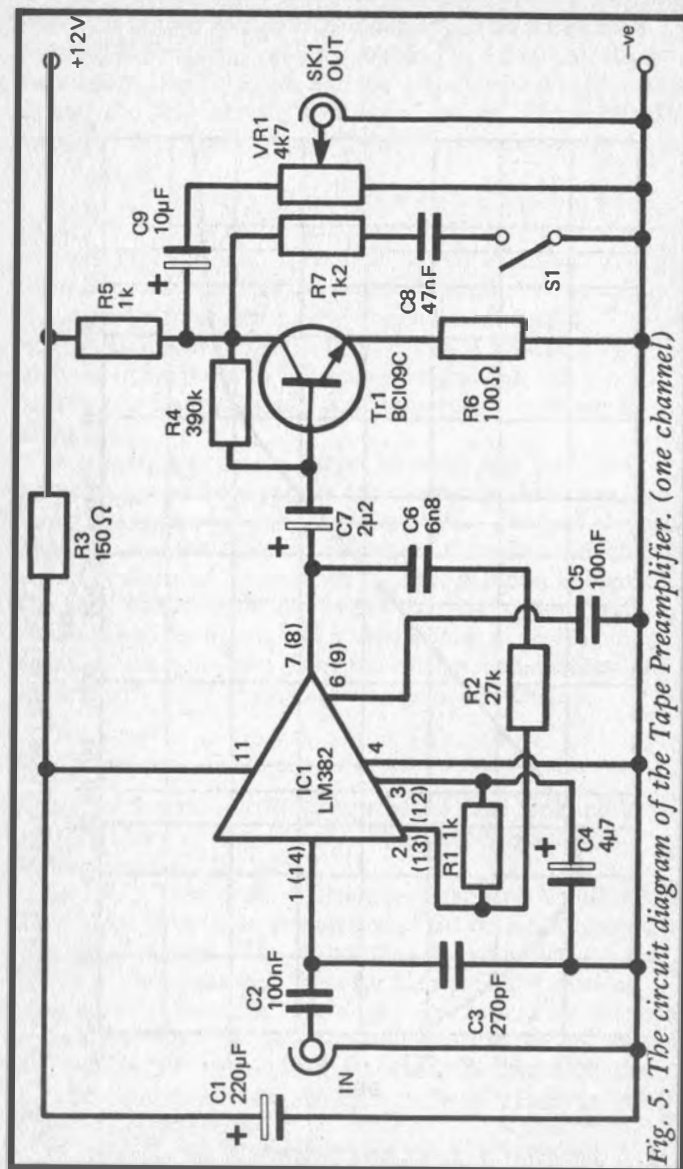 +12V
R3
150Ω
R5
1k
C9
10μF
VR1
4k7
SK1
OUT
C1
220μF
+
11
IC1
LM382
R4
390k
+
R7
1k2
Tr1
BC109C
C8
47nF
S1
IN
C2
100nF
1 (14)
7 (8)
+
C7
2μ2
6 (9)
C6
6n8
R6
100Ω
C3
270pF
2
(13)
3
(12)
4
R1 1k
+
C4
4μ7
R2
27k
C5
100nF
–ve
Fig. 5. The circuit diagram of the Tape Preamplifier. (one channel)